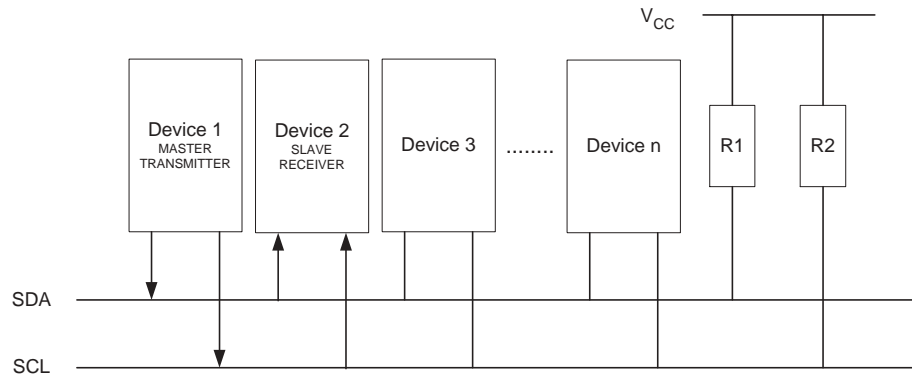 VCC
Device 1
MASTER
TRANSMITTER
Device 2
SLAVE
RECEIVER
Device 3
........
Device n
R1
R2
SDA
SCL